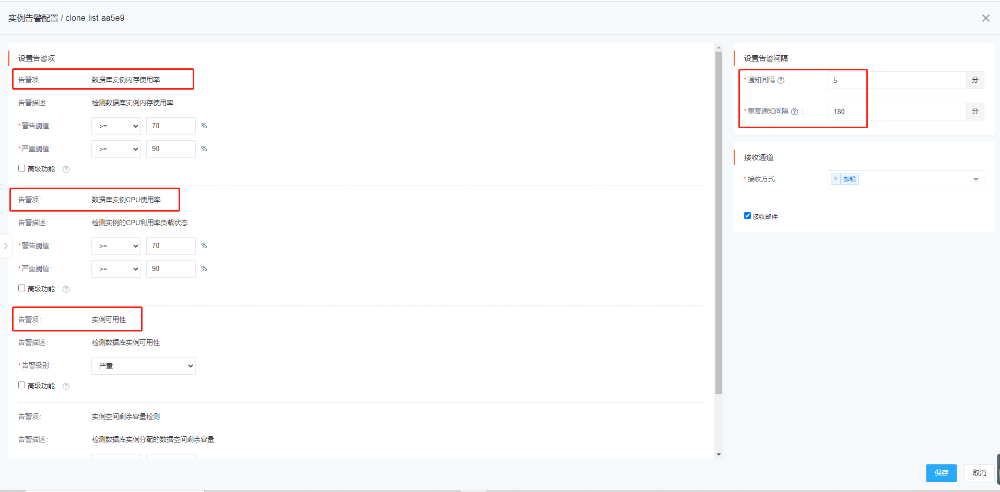 实例告警配置 / clone-list-aa5e9
设置告警项
告警项: 数据库实例内存使用率
告警描述: 检测数据库实例内存使用率
*警告阈值: >= 70 %
*严重阈值: >= 90 %
高级功能 ?
告警项: 数据库实例CPU使用率
告警描述: 检测实例的CPU利用率负载状态
*警告阈值: >= 70 %
*严重阈值: >= 90 %
高级功能 ?
告警项: 实例可用性
告警描述: 检测数据库实例可用性
*告警级别: 严重
高级功能 ?
告警项: 实例空间剩余容量检测
告警描述: 检测数据库实例分配的数据空间剩余容量
设置告警间隔
*通知间隔 ? : 5 分
*重复通知间隔 ? : 180 分
接收通道
*接收方式: × 邮箱
接收邮件
保存 取消